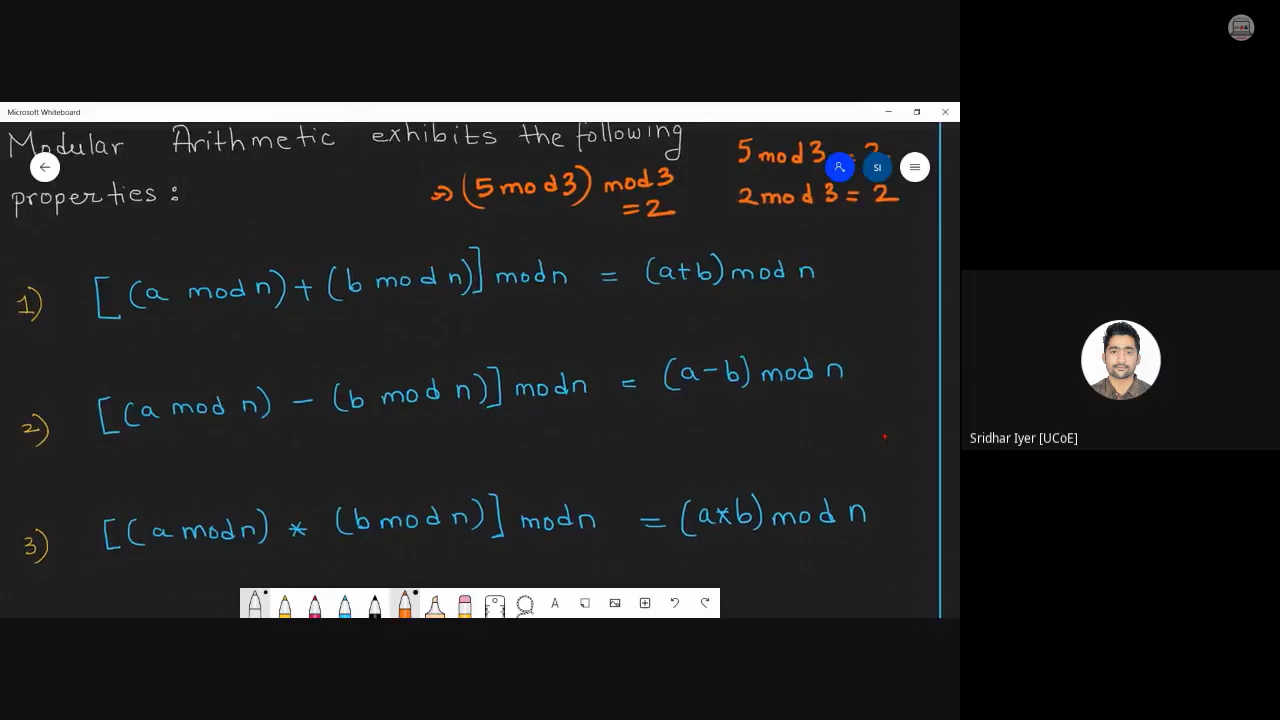 Microsoft Whiteboard
Modular Arithmetic exhibits the following
properties :
=> (5 mod 3) mod 3
= 2
5 mod 3 = 2
2 mod 3 = 2
SI
1) [(a mod n) + (b mod n)] mod n = (a+b) mod n
2) [(a mod n) - (b mod n)] mod n = (a-b) mod n
3) [(a mod n) * (b mod n)] mod n = (a*b) mod n
A
Sridhar Iyer [UCoE]